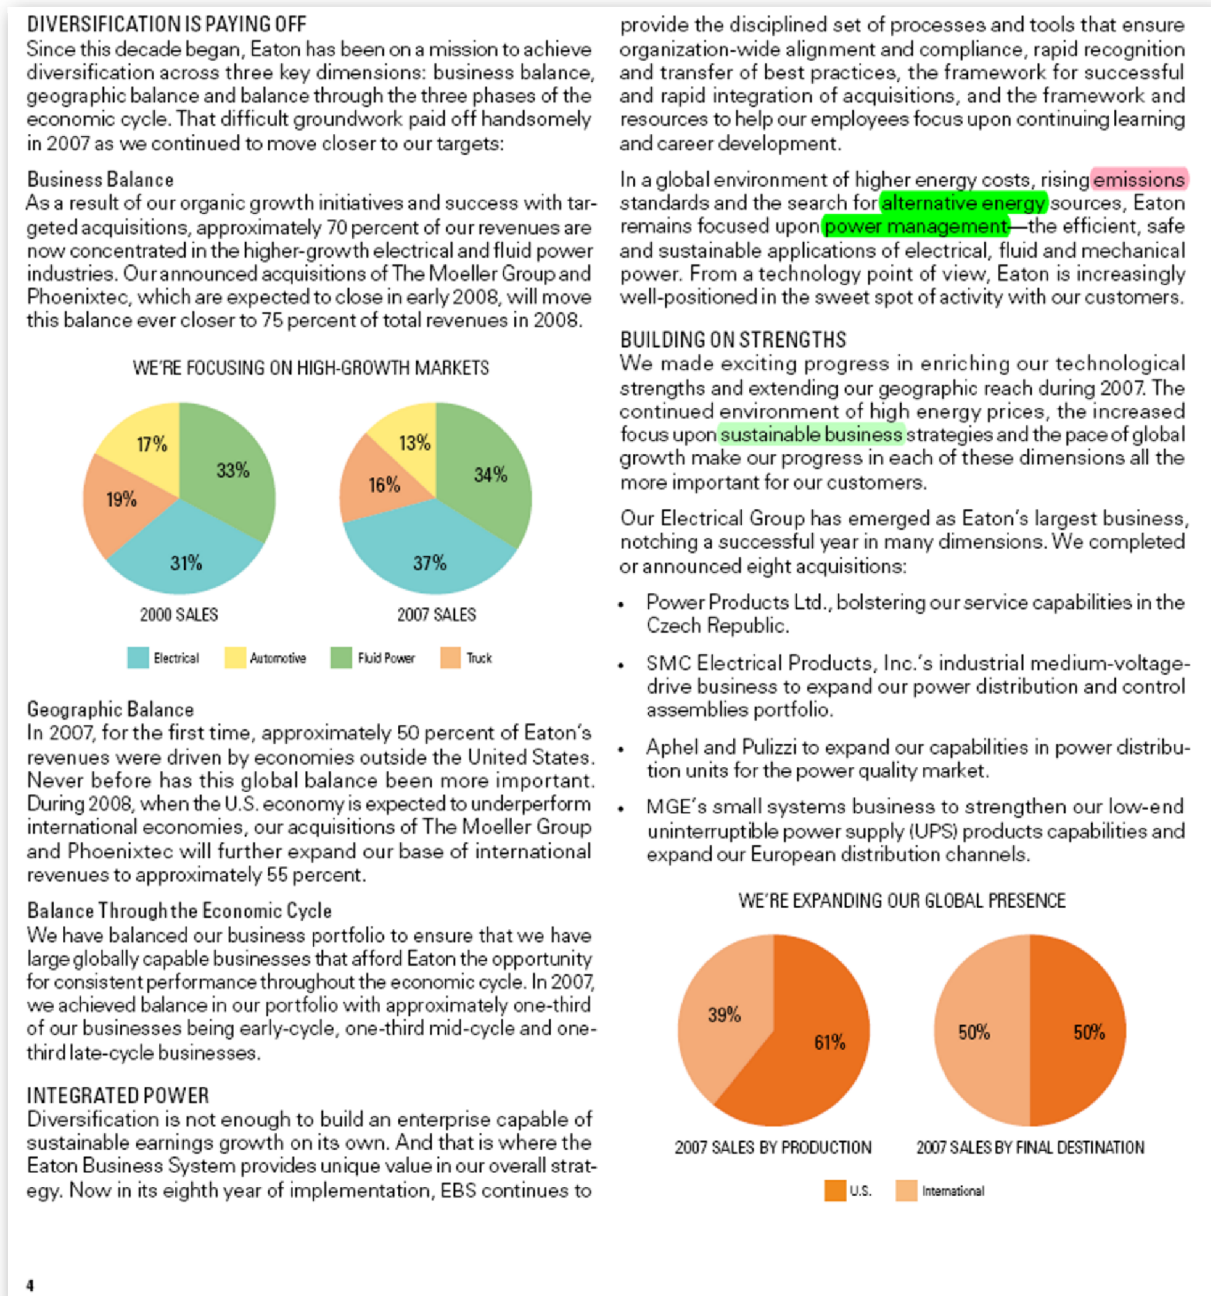 DIVERSIFICATION IS PAYING OFF
Since this decade began, Eaton has been on a mission to achieve
diversification across three key dimensions: business balance,
geographic balance and balance through the three phases of the
economic cycle. That difficult groundwork paid off handsomely
in 2007 as we continued to move closer to our targets:
Business Balance
As a result of our organic growth initiatives and success with tar-
geted acquisitions, approximately 70 percent of our revenues are
now concentrated in the higher-growth electrical and fluid power
industries. Our announced acquisitions of The Moeller Group and
Phoenixtec, which are expected to close in early 2008, will move
this balance ever closer to 75 percent of total revenues in 2008.
WE'RE FOCUSING ON HIGH-GROWTH MARKETS
17%
33%
19%
31%
13%
34%
16%
37%
2000 SALES
2007 SALES
Electrical
Automotive
Fluid Power
Truck
Geographic Balance
In 2007, for the first time, approximately 50 percent of Eaton's
revenues were driven by economies outside the United States.
Never before has this global balance been more important.
During 2008, when the U.S. economy is expected to underperform
international economies, our acquisitions of The Moeller Group
and Phoenixtec will further expand our base of international
revenues to approximately 55 percent.
Balance Through the Economic Cycle
We have balanced our business portfolio to ensure that we have
large globally capable businesses that afford Eaton the opportunity
for consistent performance throughout the economic cycle. In 2007,
we achieved balance in our portfolio with approximately one-third
of our businesses being early-cycle, one-third mid-cycle and one-
third late-cycle businesses.
INTEGRATED POWER
Diversification is not enough to build an enterprise capable of
sustainable earnings growth on its own. And that is where the
Eaton Business System provides unique value in our overall strat-
egy. Now in its eighth year of implementation, EBS continues to
provide the disciplined set of processes and tools that ensure
organization-wide alignment and compliance, rapid recognition
and transfer of best practices, the framework for successful
and rapid integration of acquisitions, and the framework and
resources to help our employees focus upon continuing learning
and career development.
In a global environment of higher energy costs, rising emissions
standards and the search for alternative energy sources, Eaton
remains focused upon power management—the efficient, safe
and sustainable applications of electrical, fluid and mechanical
power. From a technology point of view, Eaton is increasingly
well-positioned in the sweet spot of activity with our customers.
BUILDING ON STRENGTHS
We made exciting progress in enriching our technological
strengths and extending our geographic reach during 2007. The
continued environment of high energy prices, the increased
focus upon sustainable business strategies and the pace of global
growth make our progress in each of these dimensions all the
more important for our customers.
Our Electrical Group has emerged as Eaton's largest business,
notching a successful year in many dimensions. We completed
or announced eight acquisitions:
• Power Products Ltd., bolstering our service capabilities in the
Czech Republic.
• SMC Electrical Products, Inc.'s industrial medium-voltage-
drive business to expand our power distribution and control
assemblies portfolio.
• Aphel and Pulizzi to expand our capabilities in power distribu-
tion units for the power quality market.
• MGE's small systems business to strengthen our low-end
uninterruptible power supply (UPS) products capabilities and
expand our European distribution channels.
WE'RE EXPANDING OUR GLOBAL PRESENCE
39%
61%
50%
50%
2007 SALES BY PRODUCTION
2007 SALES BY FINAL DESTINATION
U.S.
International
4